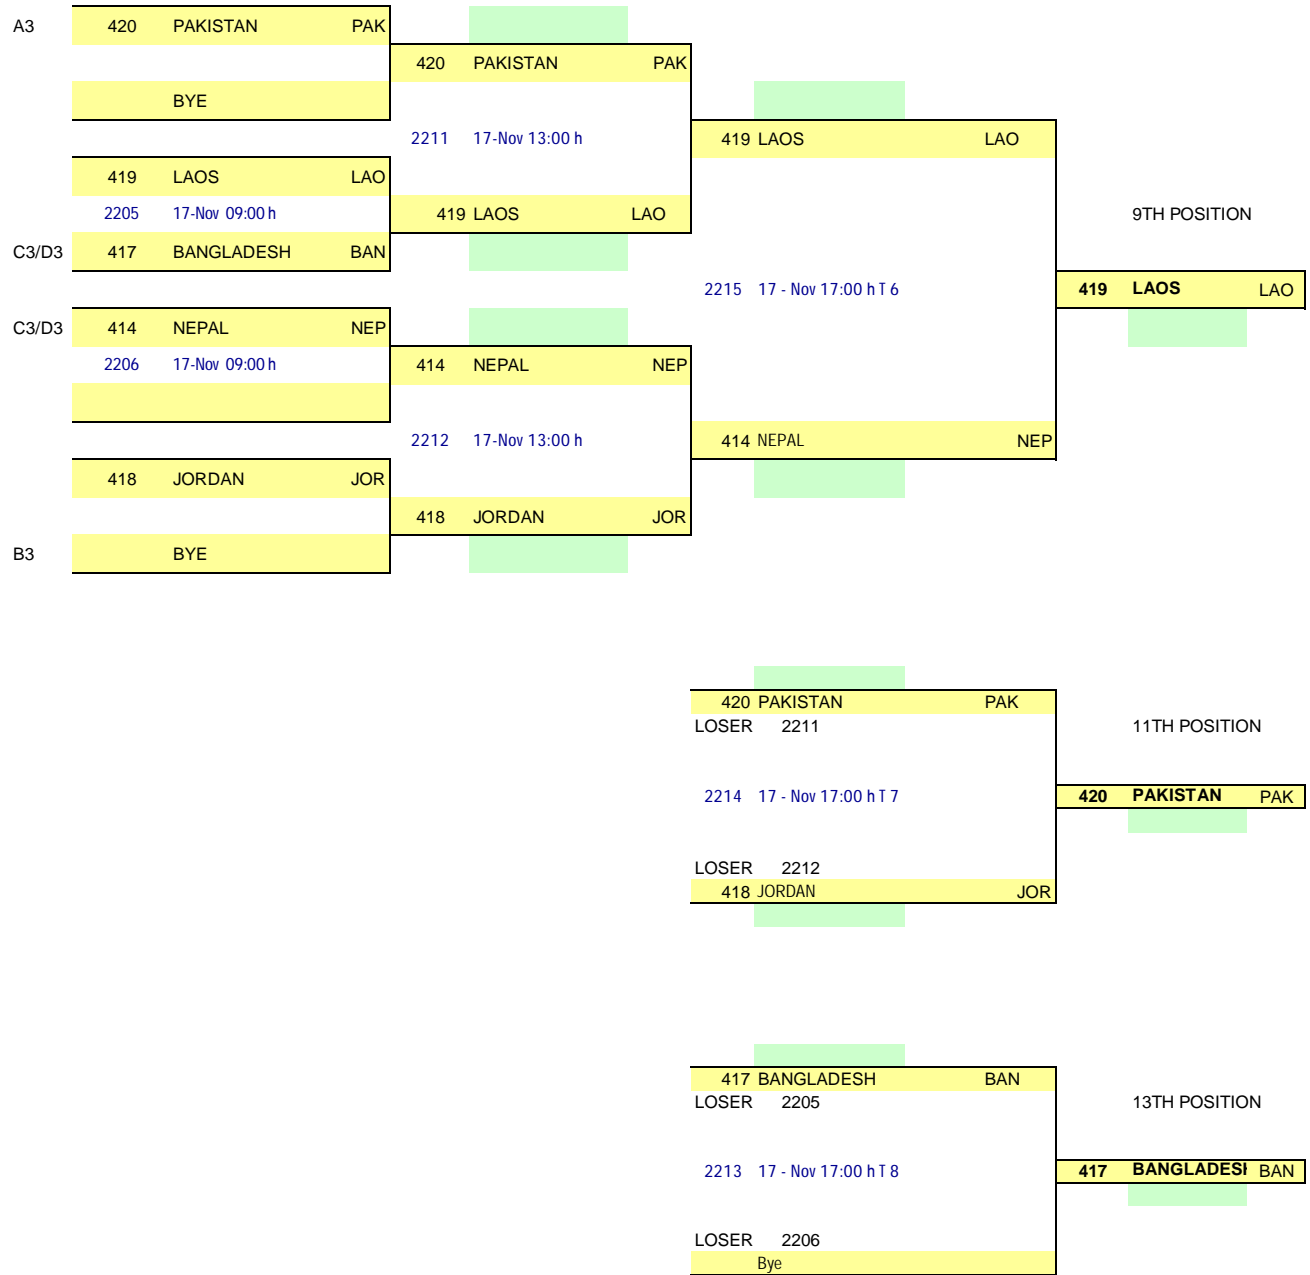 A3 420 PAKISTAN PAK
420 PAKISTAN PAK
BYE
2211 17-Nov 13:00 h 419 LAOS LAO
419 LAOS LAO
2205 17-Nov 09:00 h 419 LAOS LAO 9TH POSITION
C3/D3 417 BANGLADESH BAN
2215 17 - Nov 17:00 h T 6 419 LAOS LAO
C3/D3 414 NEPAL NEP
2206 17-Nov 09:00 h 414 NEPAL NEP
2212 17-Nov 13:00 h 414 NEPAL NEP
418 JORDAN JOR
418 JORDAN JOR
B3 BYE
420 PAKISTAN PAK
LOSER 2211 11TH POSITION
2214 17 - Nov 17:00 h T 7 420 PAKISTAN PAK
LOSER 2212
418 JORDAN JOR
417 BANGLADESH BAN
LOSER 2205 13TH POSITION
2213 17 - Nov 17:00 h T 8 417 BANGLADESH BAN
LOSER 2206
Bye